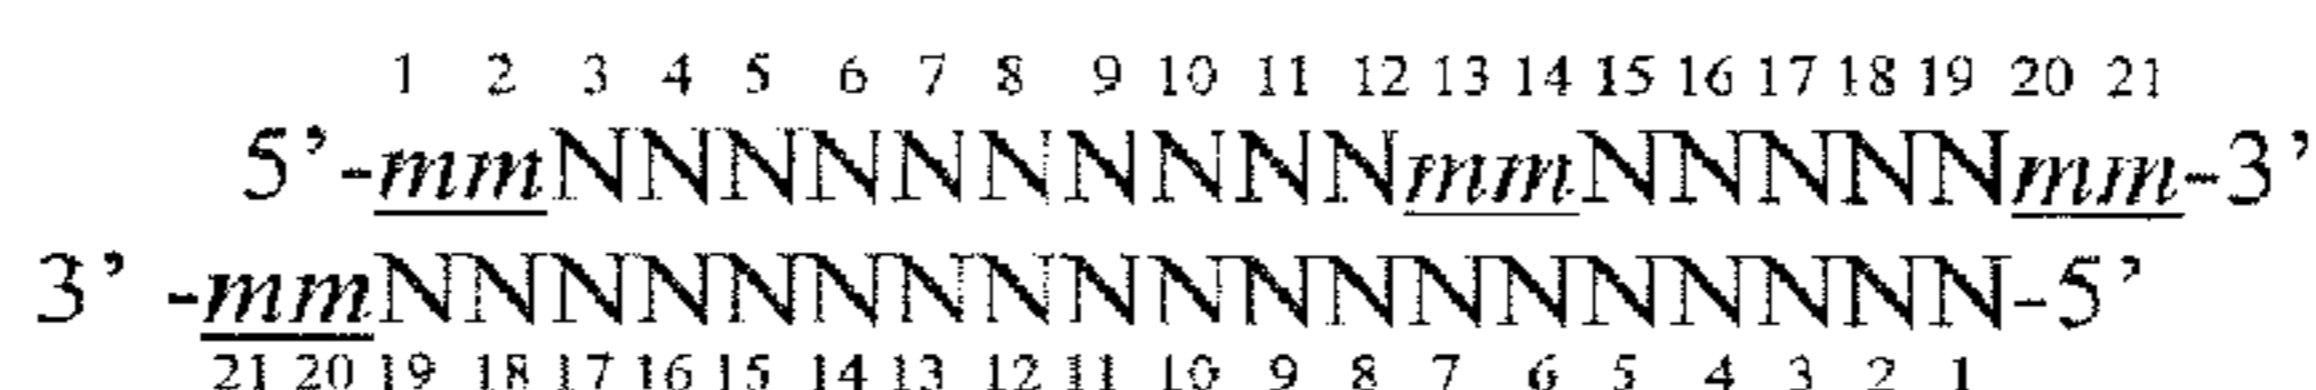 1 2 3 4 5 6 7 8 9 10 11 12 13 14 15 16 17 18 19 20 21
5’-mmNNNNNNNNNNmmNNNNNmm-3’
3’ -mmNNNNNNNNNNNNNNNNNNN-5’
21 20 19 18 17 16 15 14 13 12 11 10 9 8 7 6 5 4 3 2 1